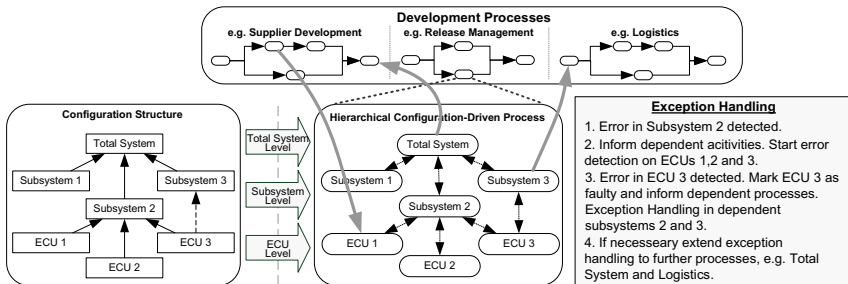 Development Processes
e.g. Supplier Development
e.g. Release Management
e.g. Logistics
Configuration Structure
Total System
Subsystem 1
Subsystem 3
Subsystem 2
ECU 1
ECU 3
ECU 2
Total System
Level
Subsystem
Level
ECU
Level
Hierarchical Configuration-Driven Process
Total System
Subsystem 1
Subsystem 3
Subsystem 2
ECU 1
ECU 3
ECU 2
Exception Handling
1. Error in Subsystem 2 detected.
2. Inform dependent acitivities. Start error
detection on ECUs 1,2 and 3.
3. Error in ECU 3 detected. Mark ECU 3 as
faulty and inform dependent processes.
Exception Handling in dependent
subsystems 2 and 3.
4. If necesseary extend exception
handling to further processes, e.g. Total
System and Logistics.